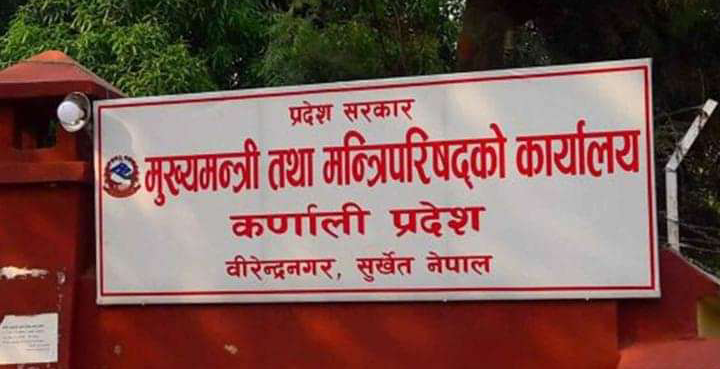 प्रदेश सरकार
मुख्यमन्त्री तथा मन्त्रिपरिषद्को कार्यालय
कर्णाली प्रदेश
वीरेन्द्रनगर, सुर्खेत नेपाल